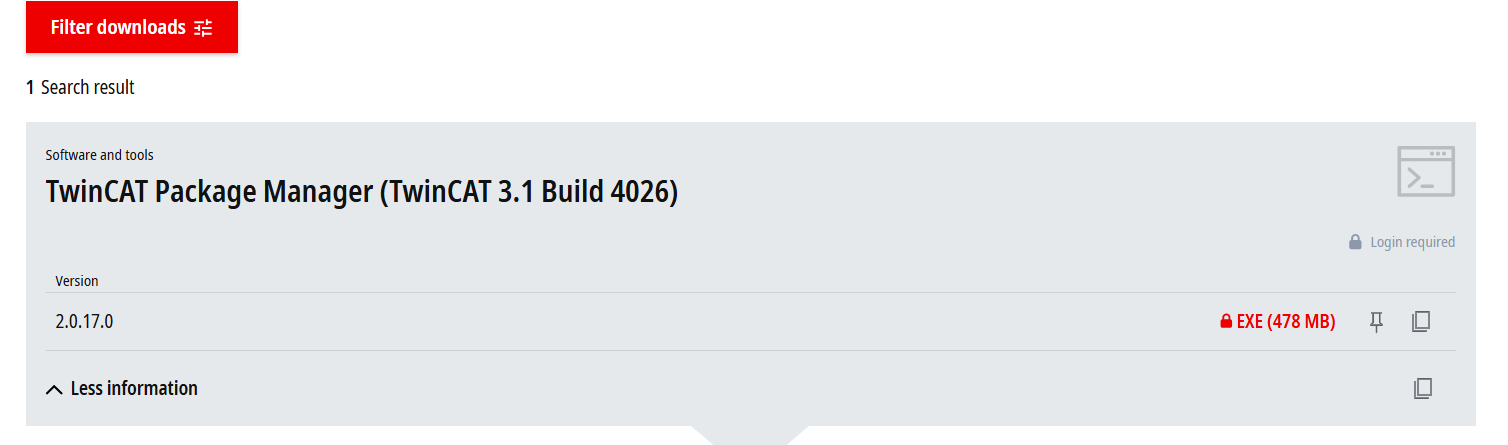 Filter downloads
1 Search result
Software and tools
TwinCAT Package Manager (TwinCAT 3.1 Build 4026)
Login required
Version
2.0.17.0 EXE (478 MB)
Less information